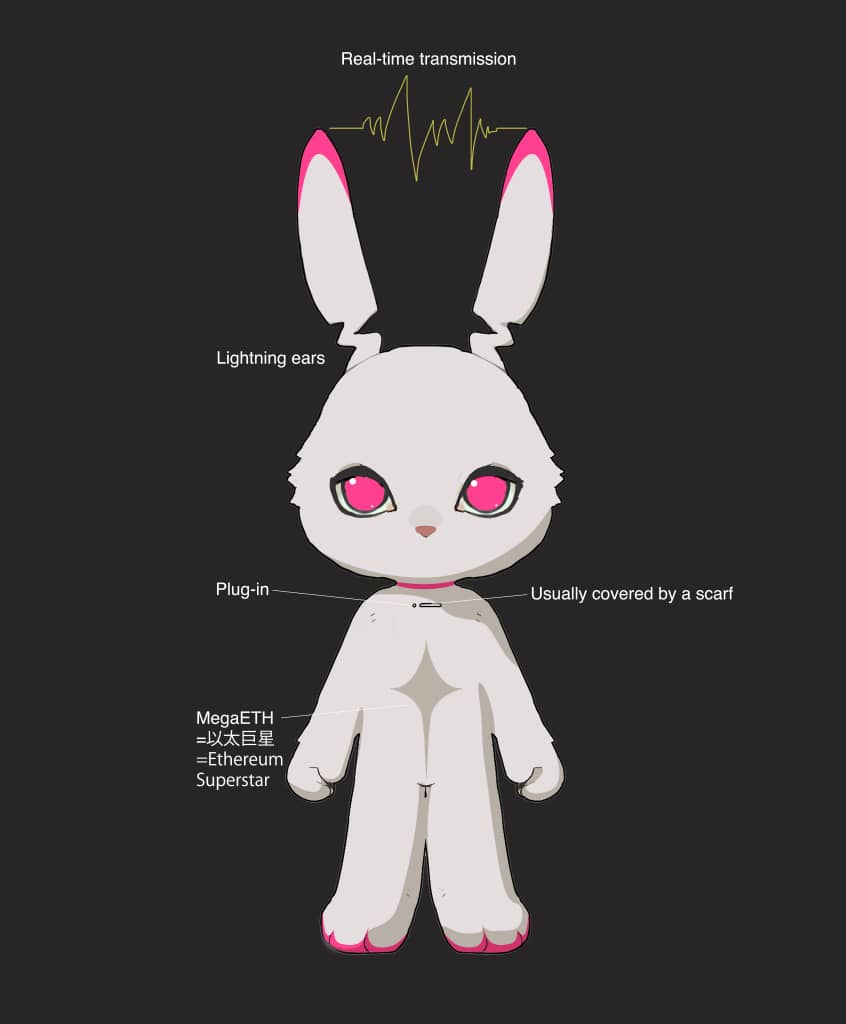 Real-time transmission
Lightning ears
Plug-in
Usually covered by a scarf
MegaETH
=以太巨星
=Ethereum
Superstar